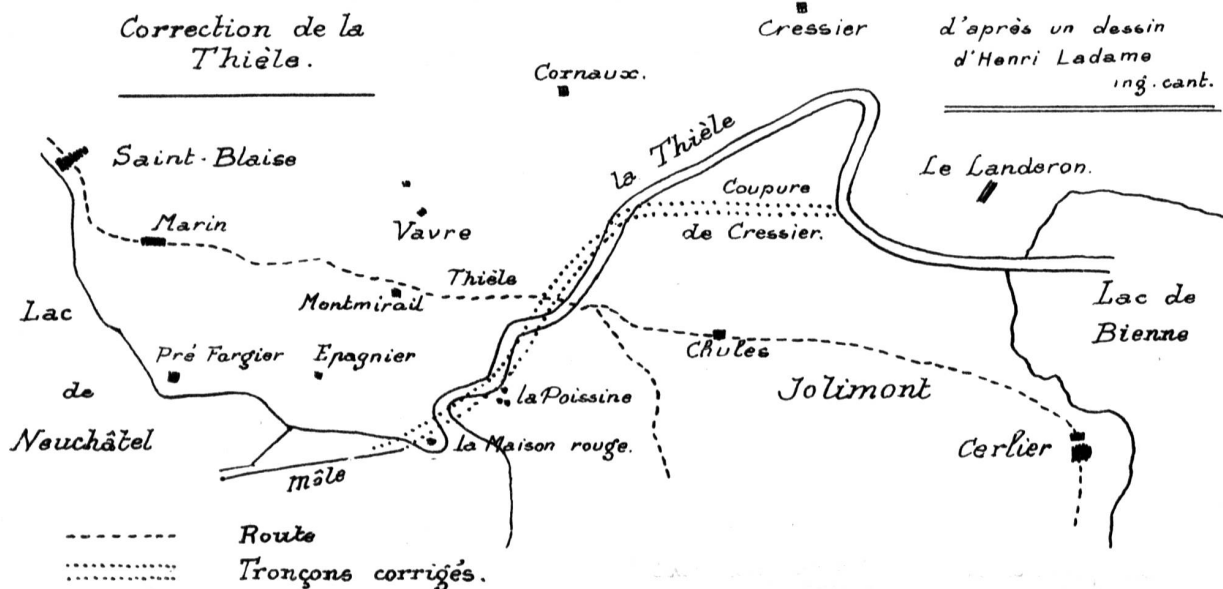 Correction de la
Thièle.
Cressier
d'après un dessin
d'Henri Ladame
ing. cant.
Cornaux.
la Thièle
Saint-Blaise
Le Landeron.
Coupure
de Cressier.
Marin
Vavre
Thièle
Montmirail
Lac
de
Neuchâtel
Lac de
Bienne
Pré Fargier
Epagnier
Chules
Jolimont
la Poissine
la Maison rouge.
Cerlier
môle
Route
Tronçons corrigés.